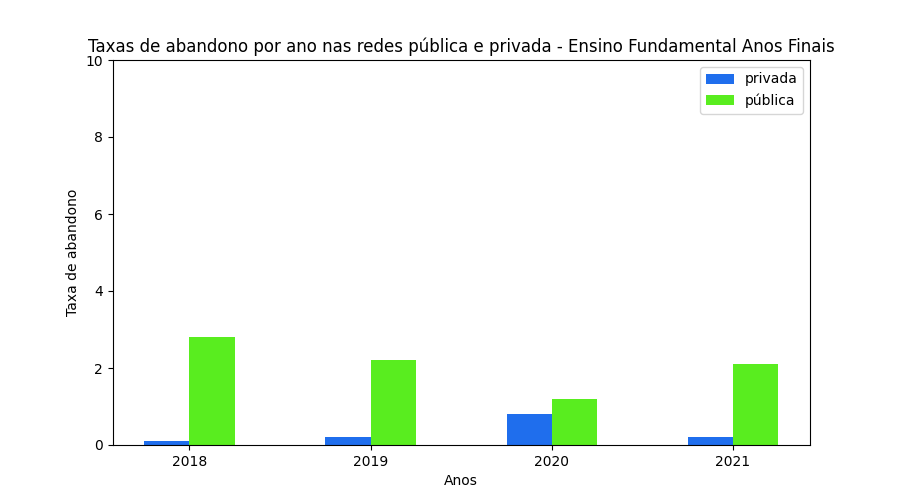 Taxas de abandono por ano nas redes pública e privada - Ensino Fundamental Anos Finais
10
8
6
4
2
0
Taxa de abandono
privada
pública
2018 2019 2020 2021
Anos